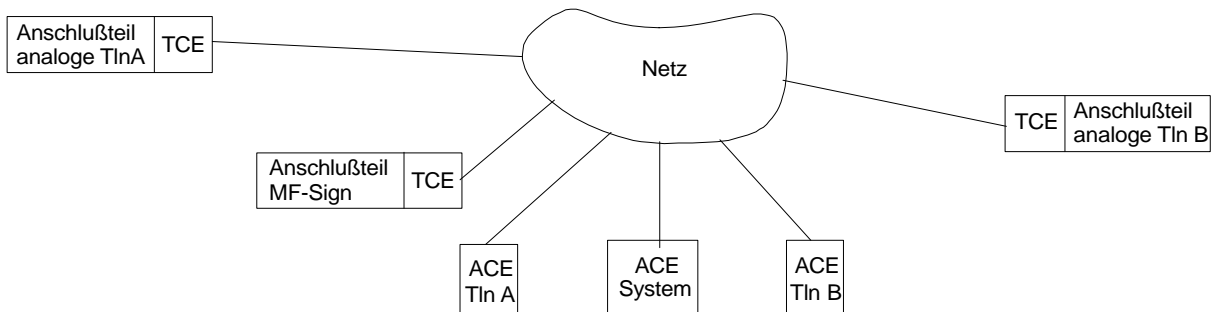 Anschlußteil
analoge TlnA
TCE
Netz
TCE
Anschlußteil
analoge Tln B
Anschlußteil
MF-Sign
TCE
ACE
Tln A
ACE
System
ACE
Tln B